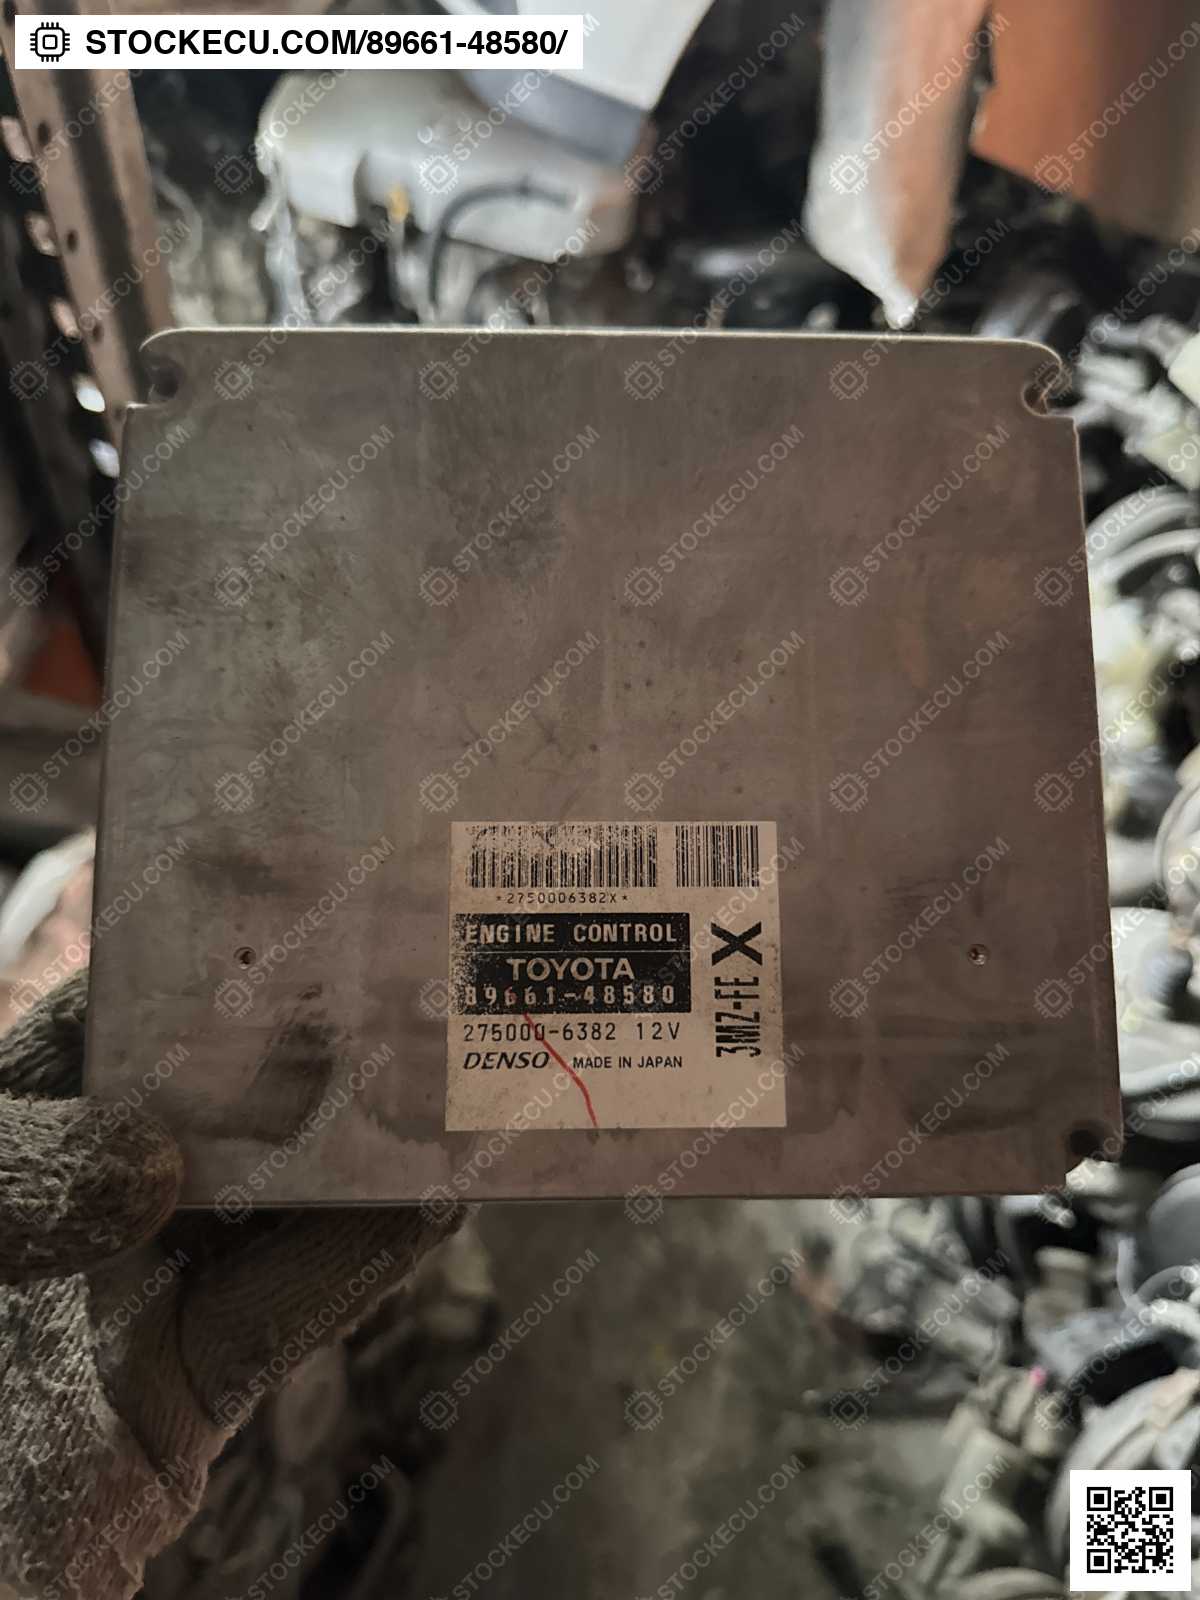 STOCKECU.COM/89661-48580/
*2750006382X*
ENGINE CONTROL
TOYOTA
89661-48580
275000-6382 12V
DENSO MADE IN JAPAN
3MZ-FE X